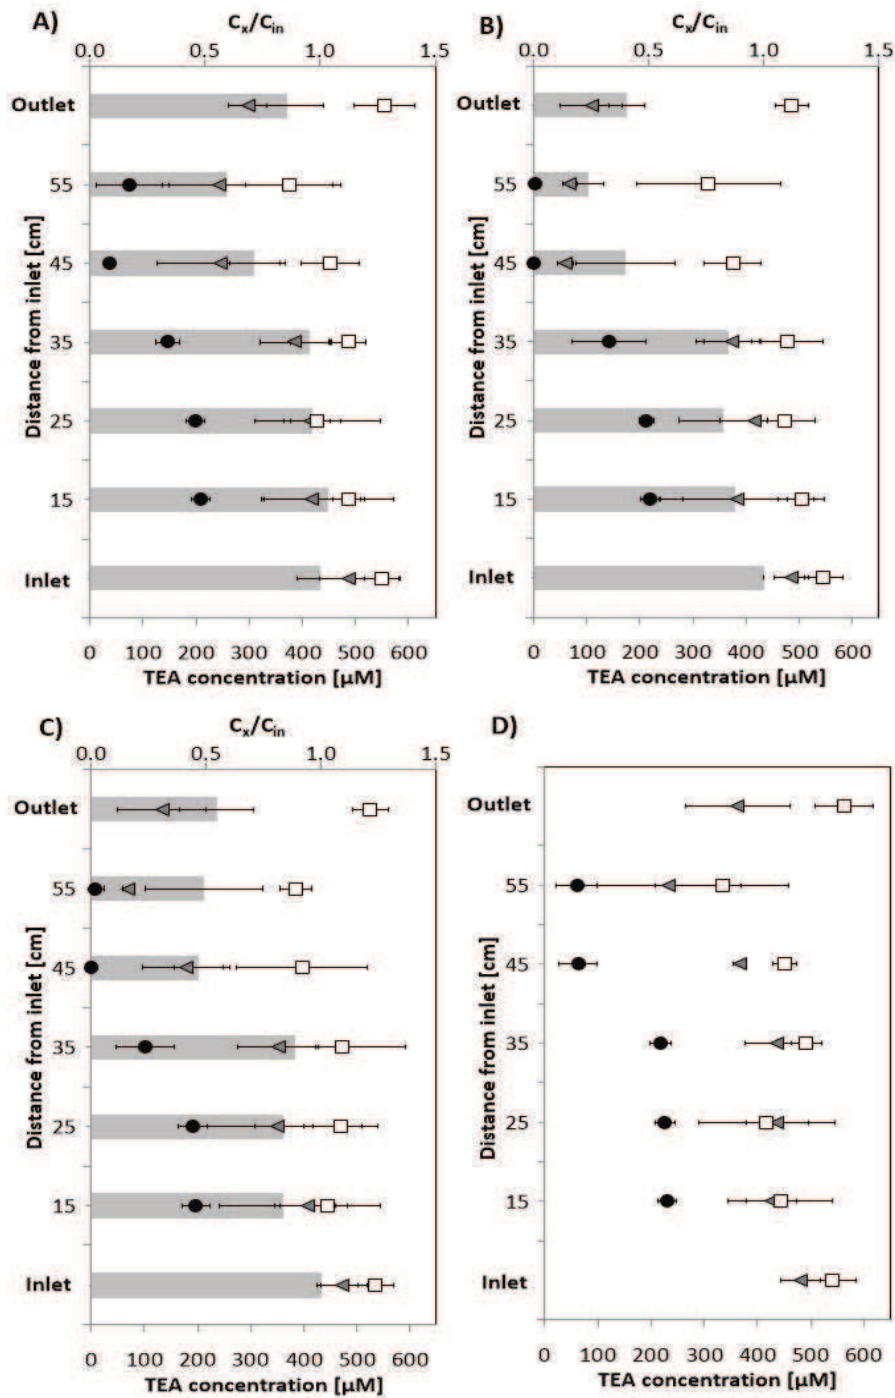 A)
Cx/Cin
0.0 0.5 1.0 1.5
Outlet
55
45
35
25
15
Inlet
Distance from inlet [cm]
0 100 200 300 400 500 600
TEA concentration [µM]
B)
Cx/Cin
0.0 0.5 1.0 1.5
Outlet
55
45
35
25
15
Inlet
Distance from inlet [cm]
0 100 200 300 400 500 600
TEA concentration [µM]
C)
Cx/Cin
0.0 0.5 1.0 1.5
Outlet
55
45
35
25
15
Inlet
Distance from inlet [cm]
0 100 200 300 400 500 600
TEA concentration [µM]
D)
Outlet
55
45
35
25
15
Inlet
Distance from inlet [cm]
0 100 200 300 400 500 600
TEA concentration [µM]